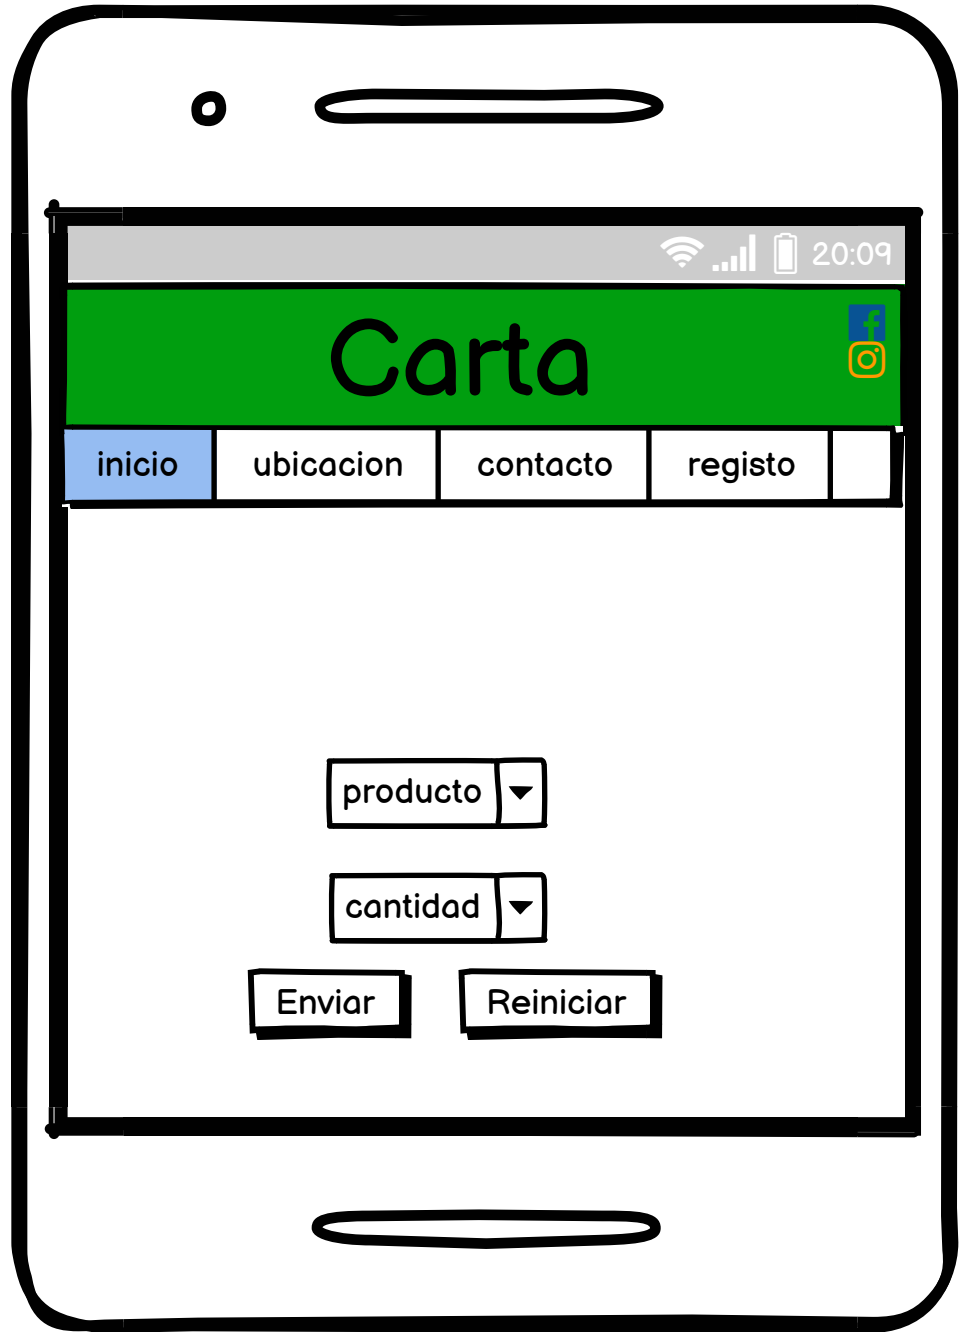 20:09
Carta
inicio ubicacion contacto registo
producto
cantidad
Enviar Reiniciar